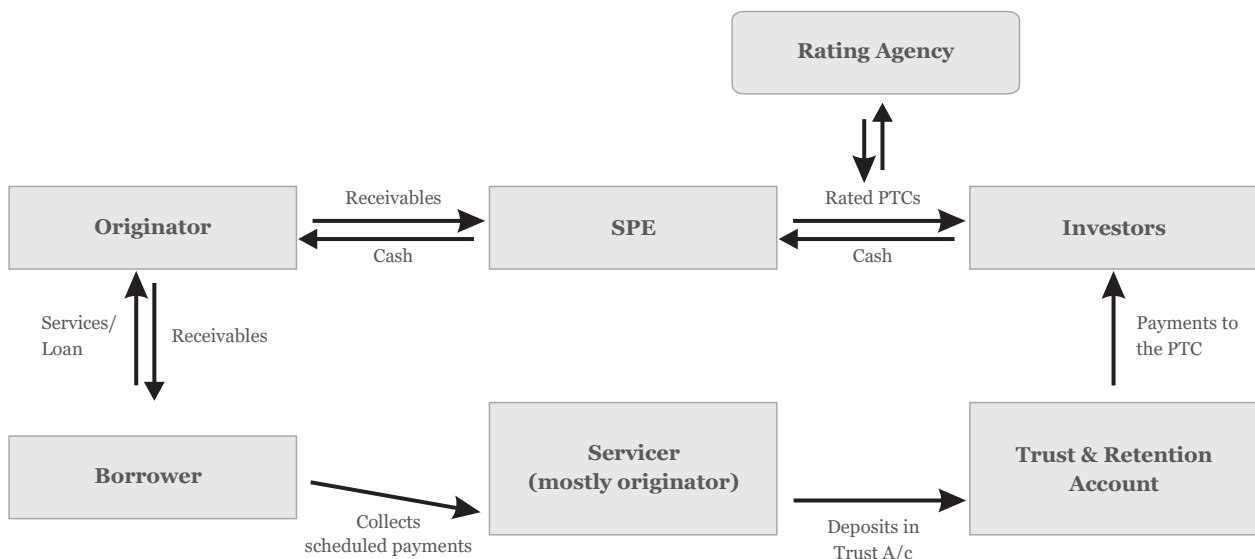 Rating Agency
Originator
Receivables
Cash
SPE
Rated PTCs
Cash
Investors
Services/
Loan
Receivables
Payments to
the PTC
Borrower
Collects
scheduled payments
Servicer
(mostly originator)
Deposits in
Trust A/c
Trust & Retention
Account